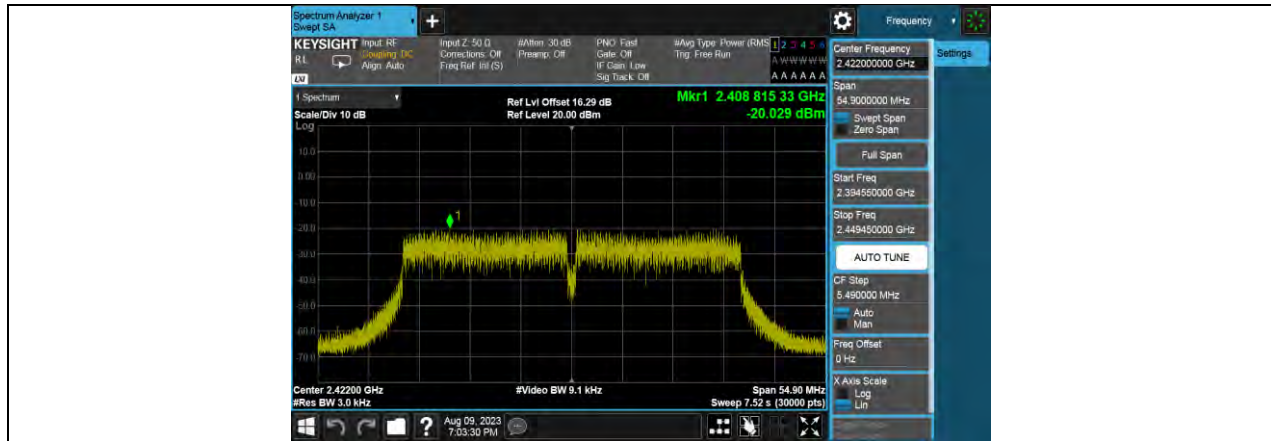 Spectrum Analyzer 1
Swept SA
+
Frequency
KEYSIGHT
RL
LXI
Input: RF
Coupling: DC
Align: Auto
Input Z: 50 Ω
Corrections: Off
Freq Ref: Int (S)
#Atten: 30 dB
Preamp: Off
PNO: Fast
Gate: Off
IF Gain: Low
Sig Track: Off
#Avg Type: Power (RMS
Trig: Free Run
1 2 3 4 5 6
A W W W W W
A A A A A A
1 Spectrum
Scale/Div 10 dB
Log
Ref Lvl Offset 16.29 dB
Ref Level 20.00 dBm
Mkr1 2.408 815 33 GHz
-20.029 dBm
10.0
0.00
-10.0
-20.0
-30.0
-40.0
-50.0
-60.0
-70.0
1
Center 2.42200 GHz
#Res BW 3.0 kHz
#Video BW 9.1 kHz
Span 54.90 MHz
Sweep 7.52 s (30000 pts)
Center Frequency
2.422000000 GHz
Settings
Span
54.9000000 MHz
Swept Span
Zero Span
Full Span
Start Freq
2.394550000 GHz
Stop Freq
2.449450000 GHz
AUTO TUNE
CF Step
5.490000 MHz
Auto
Man
Freq Offset
0 Hz
X Axis Scale
Log
Lin
?
Aug 09, 2023
7:03:30 PM